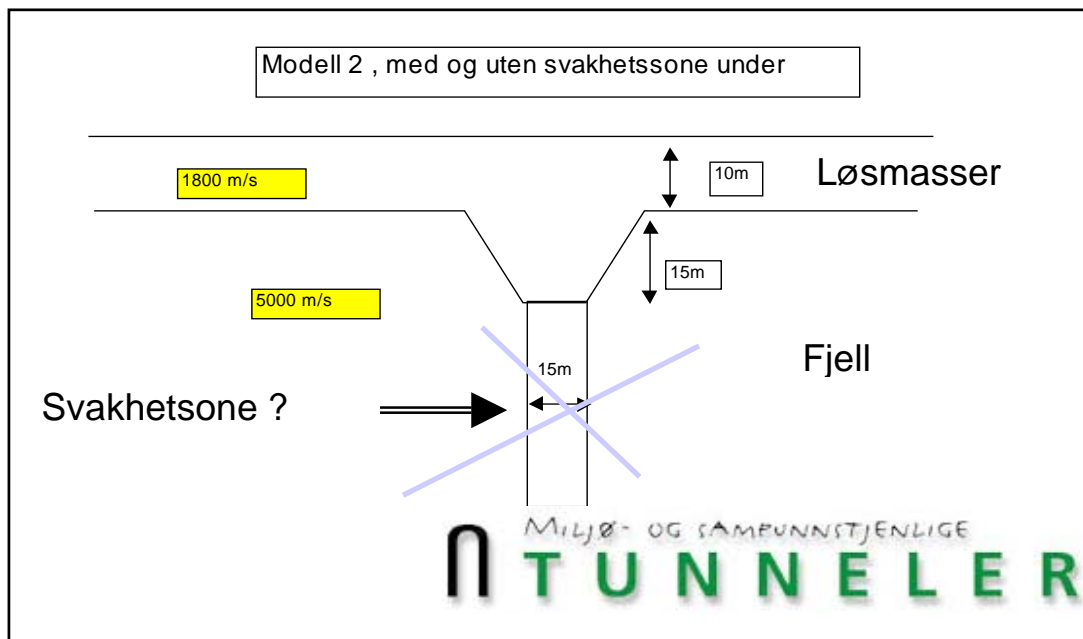 Modell 2 , med og uten svakhetssone under
1800 m/s
10m
Løsmasser
15m
5000 m/s
Fjell
15m
Svakhetsone ?
MILJØ- OG SAMFUNNSTJENLIGE
TUNNELER